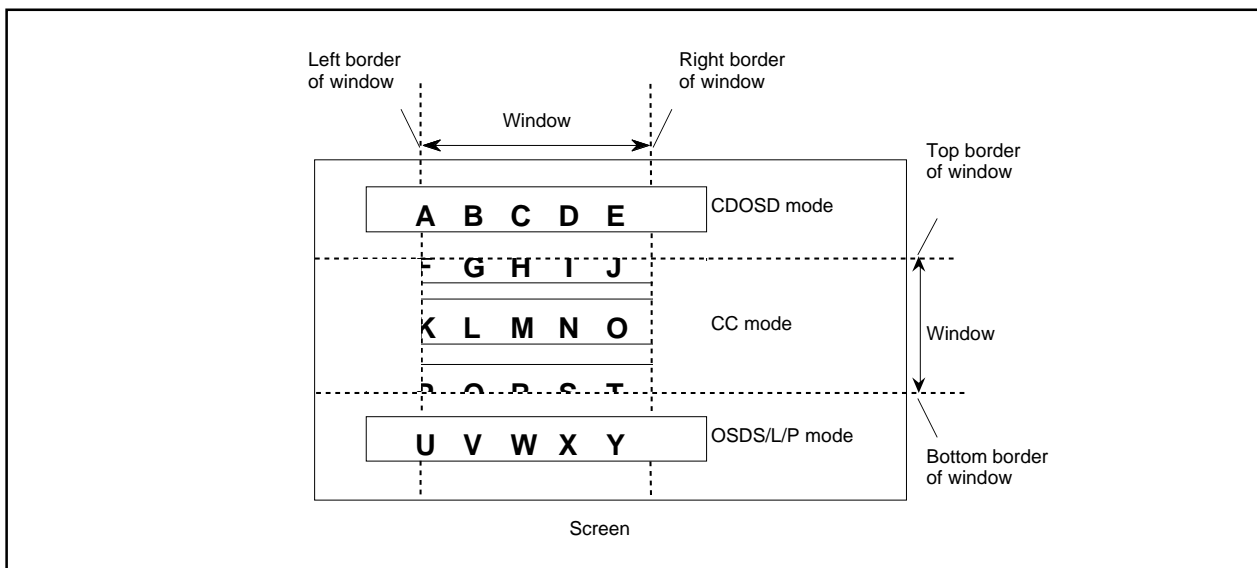 Left border
of window
Right border
of window
Window
Top border
of window
A B C D E
CDOSD mode
F G H I J
K L M N O
CC mode
Window
P Q R S T
U V W X Y
OSDS/L/P mode
Bottom border
of window
Screen